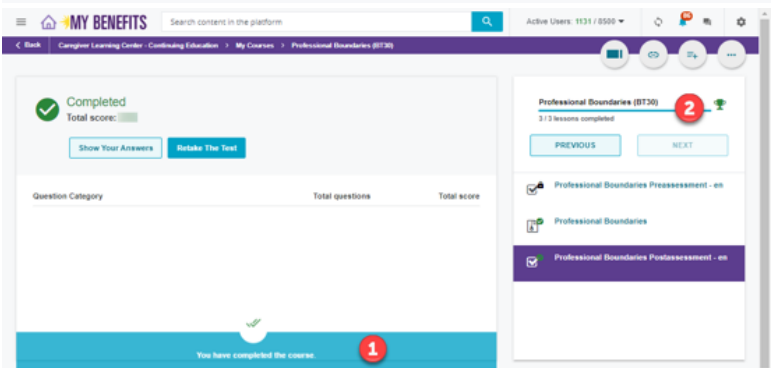 MY BENEFITS
Search content in the platform
Active Users: 1131 / 8500
Back
Caregiver Learning Center - Continuing Education > My Courses > Professional Boundaries (BT30)
Completed
Total score:
Show Your Answers
Retake The Test
Question Category
Total questions
Total score
You have completed the course.
1
Professional Boundaries (BT30)
2
3 / 3 lessons completed
PREVIOUS
NEXT
Professional Boundaries Preassessment - en
Professional Boundaries
Professional Boundaries Postassessment - en